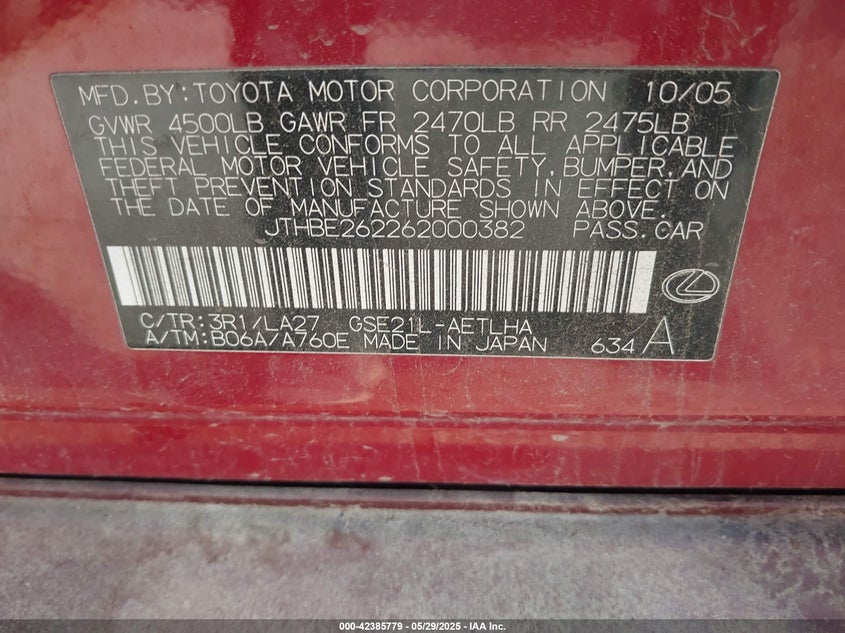 MFD. BY: TOYOTA MOTOR CORPORATION 10/05
GVWR 4500LB GAWR FR 2470LB RR 2475LB
THIS VEHICLE CONFORMS TO ALL APPLICABLE
FEDERAL MOTOR VEHICLE SAFETY, BUMPER, AND
THEFT PREVENTION STANDARDS IN EFFECT ON
THE DATE OF MANUFACTURE SHOWN ABOVE.
JTHBE262262000382 PASS. CAR
C/TR: 3R1/LA27 GSE21L-AETLHA
A/TM: B06A/A760E MADE IN JAPAN 634 A
000-42385779 - 05/29/2025 - IAA Inc.